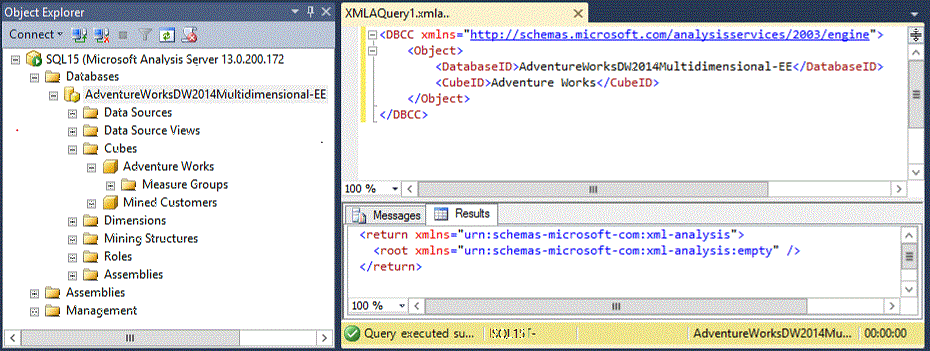 Object Explorer
Connect
SQL15 (Microsoft Analysis Server 13.0.200.172
Databases
AdventureWorksDW2014Multidimensional-EE
Data Sources
Data Source Views
Cubes
Adventure Works
Measure Groups
Mined Customers
Dimensions
Mining Structures
Roles
Assemblies
Assemblies
Management
XMLAQuery1.xmla..
<DBCC xmlns="http://schemas.microsoft.com/analysisservices/2003/engine">
<Object>
<DatabaseID>AdventureWorksDW2014Multidimensional-EE</DatabaseID>
<CubeID>Adventure Works</CubeID>
</Object>
</DBCC>
100 %
Messages
Results
<return xmlns="urn:schemas-microsoft-com:xml-analysis">
<root xmlns="urn:schemas-microsoft-com:xml-analysis:empty" />
</return>
100 %
Query executed su...
AdventureWorksDW2014Mu...
00:00:00